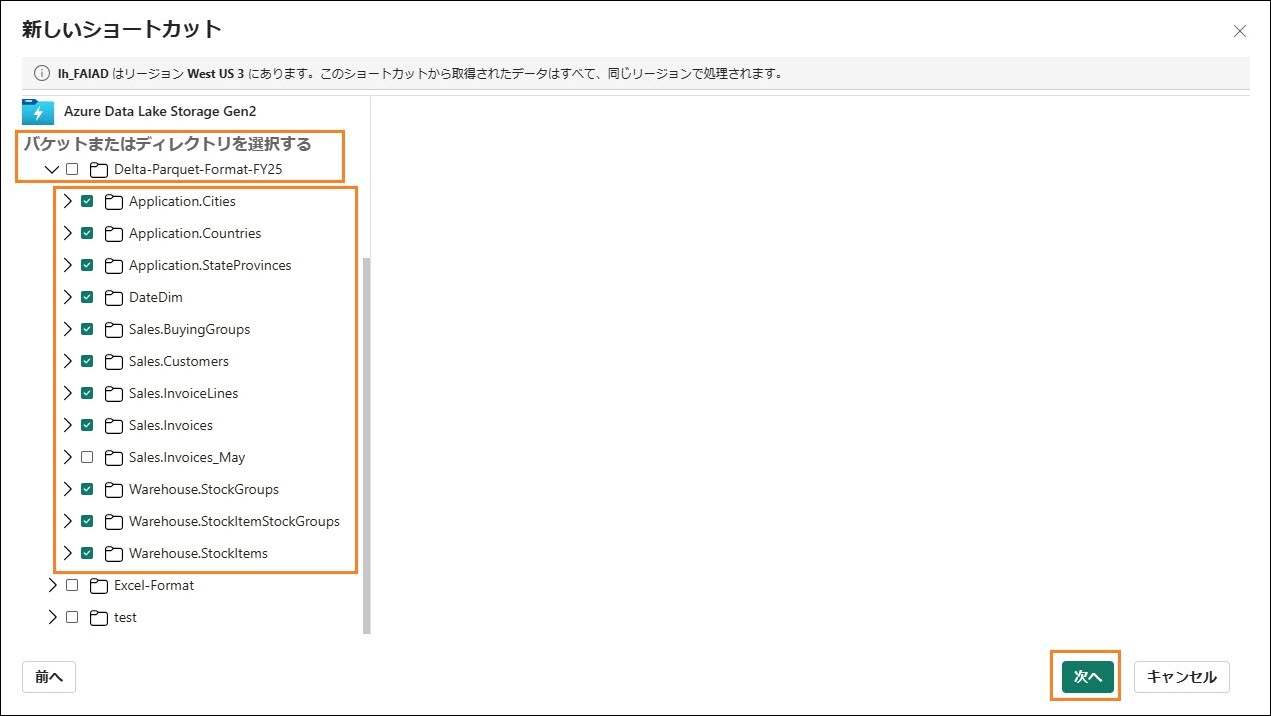 新しいショートカット
lh_FAIAD はリージョン West US 3 にあります。このショートカットから取得されたデータはすべて、同じリージョンで処理されます。
Azure Data Lake Storage Gen2
バケットまたはディレクトリを選択する
Delta-Parquet-Format-FY25
Application.Cities
Application.Countries
Application.StateProvinces
DateDim
Sales.BuyingGroups
Sales.Customers
Sales.InvoiceLines
Sales.Invoices
Sales.Invoices_May
Warehouse.StockGroups
Warehouse.StockItemStockGroups
Warehouse.StockItems
Excel-Format
test
前へ
次へ
キャンセル